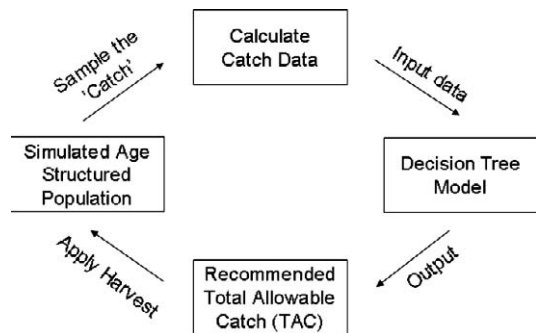 Calculate
Catch Data
Sample the
'Catch'
Input data
Simulated Age
Structured
Population
Decision Tree
Model
Apply Harvest
Output
Recommended
Total Allowable
Catch (TAC)